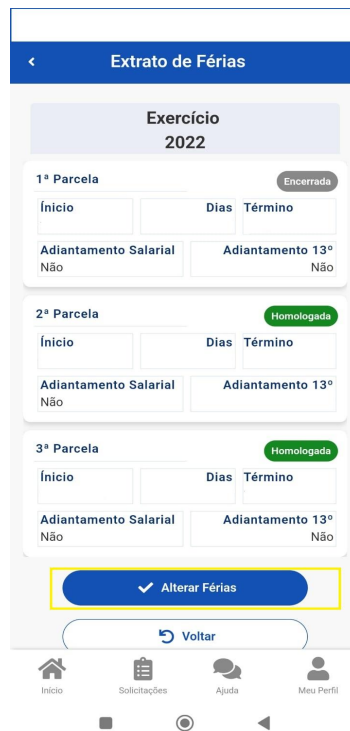 Extrato de Férias
Exercício
2022
1ª Parcela Encerrada
Ínicio Dias Término
Adiantamento Salarial Adiantamento 13º
Não Não
2ª Parcela Homologada
Ínicio Dias Término
Adiantamento Salarial Adiantamento 13º
Não
3ª Parcela Homologada
Ínicio Dias Término
Adiantamento Salarial Adiantamento 13º
Não Não
Alterar Férias
Voltar
Início Solicitações Ajuda Meu Perfil